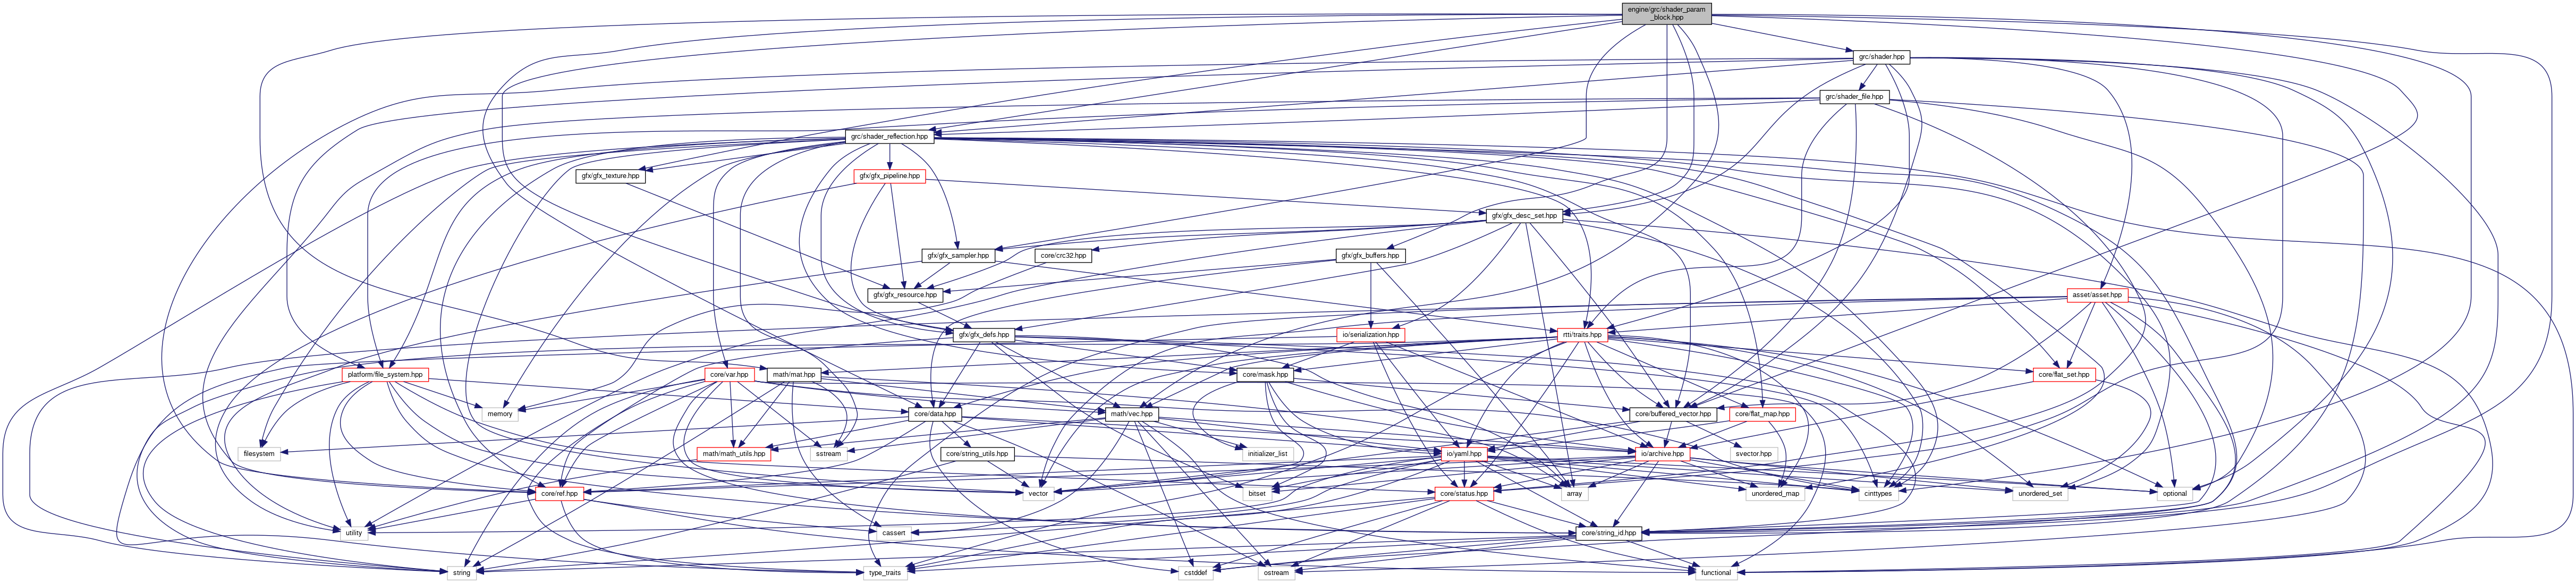 engine/grc/shader_param
_block.hpp
grc/shader.hpp
grc/shader_file.hpp
grc/shader_reflection.hpp
gfx/gfx_texture.hpp
gfx/gfx_pipeline.hpp
gfx/gfx_desc_set.hpp
gfx/gfx_sampler.hpp
core/crc32.hpp
gfx/gfx_buffers.hpp
gfx/gfx_resource.hpp
asset/asset.hpp
gfx/gfx_defs.hpp
io/serialization.hpp
rtti/traits.hpp
platform/file_system.hpp
core/var.hpp
math/mat.hpp
core/mask.hpp
core/flat_set.hpp
memory
core/data.hpp
math/vec.hpp
core/buffered_vector.hpp
core/flat_map.hpp
filesystem
math/math_utils.hpp
sstream
core/string_utils.hpp
initializer_list
io/yaml.hpp
svector.hpp
io/archive.hpp
core/ref.hpp
vector
bitset
core/status.hpp
array
unordered_map
cinttypes
unordered_set
optional
utility
cassert
core/string_id.hpp
string
type_traits
cstddef
ostream
functional